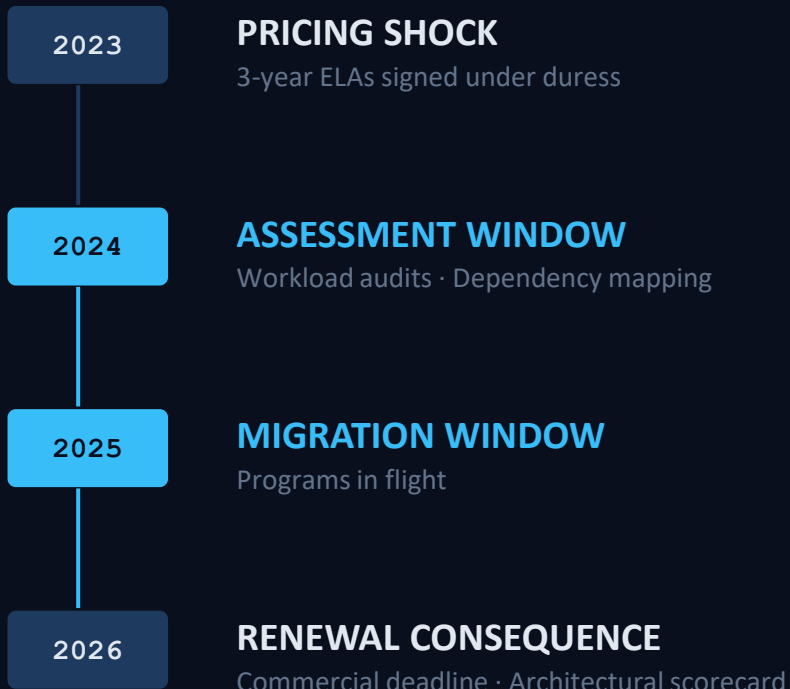 2023
PRICING SHOCK
3-year ELAs signed under duress
2024
ASSESSMENT WINDOW
Workload audits · Dependency mapping
2025
MIGRATION WINDOW
Programs in flight
2026
RENEWAL CONSEQUENCE
Commercial deadline · Architectural scorecard